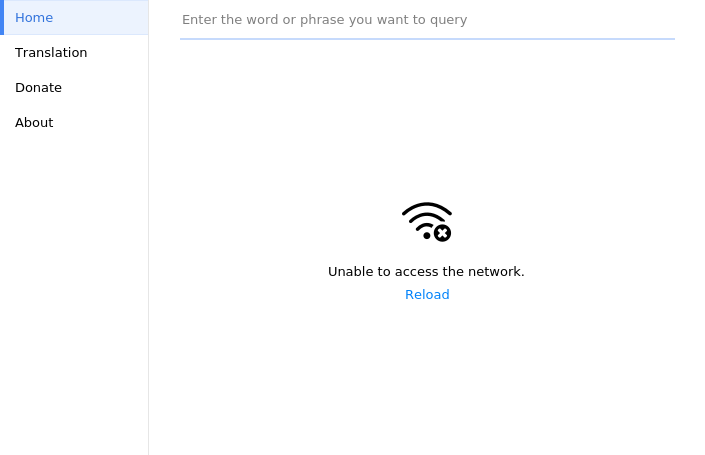 Home
Translation
Donate
About
Enter the word or phrase you want to query
Unable to access the network.
Reload